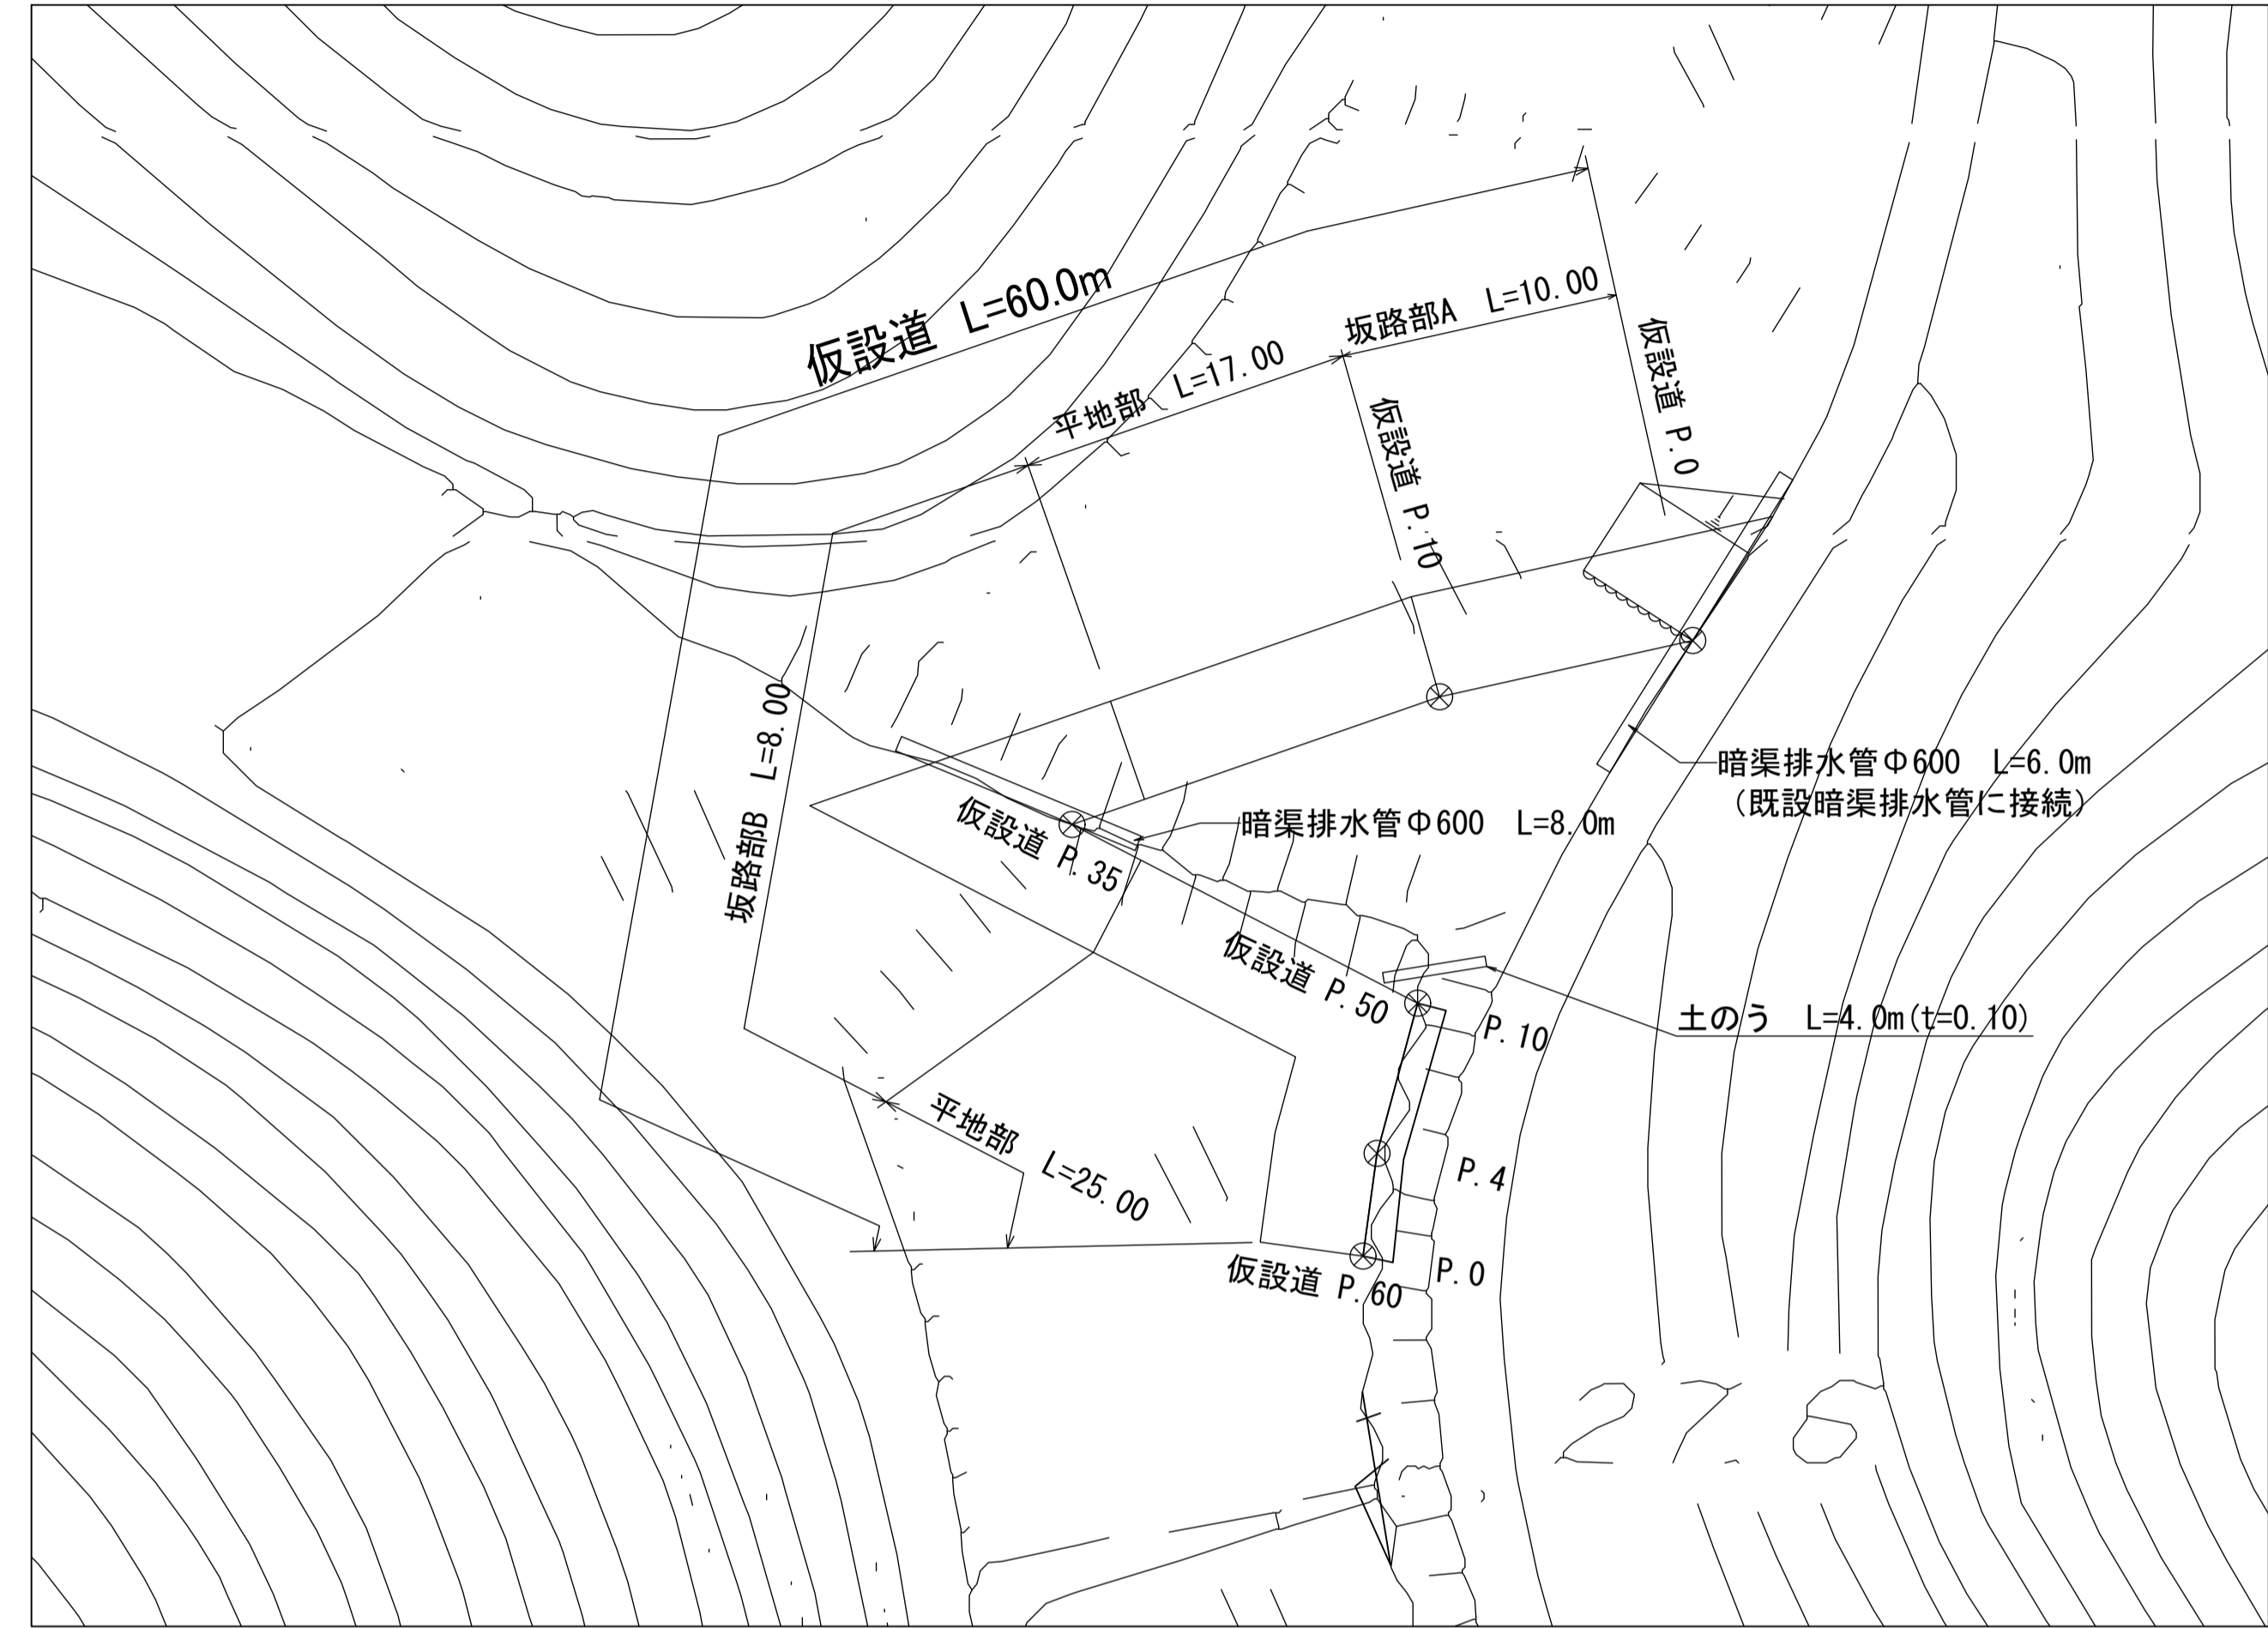 仮設道　L=60.0m
坂路部A　L=10.00
平地部　L=17.00
仮設道 P.0
仮設道 P.10
坂路部B　L=8.00
暗渠排水管Φ600　L=6.0m
（既設暗渠排水管に接続）
仮設道 P.35
暗渠排水管Φ600　L=8.0m
仮設道 P.50
土のう　L=4.0m(t=0.10)
P.10
平地部　L=25.00
P.4
仮設道 P.60
P.0
276